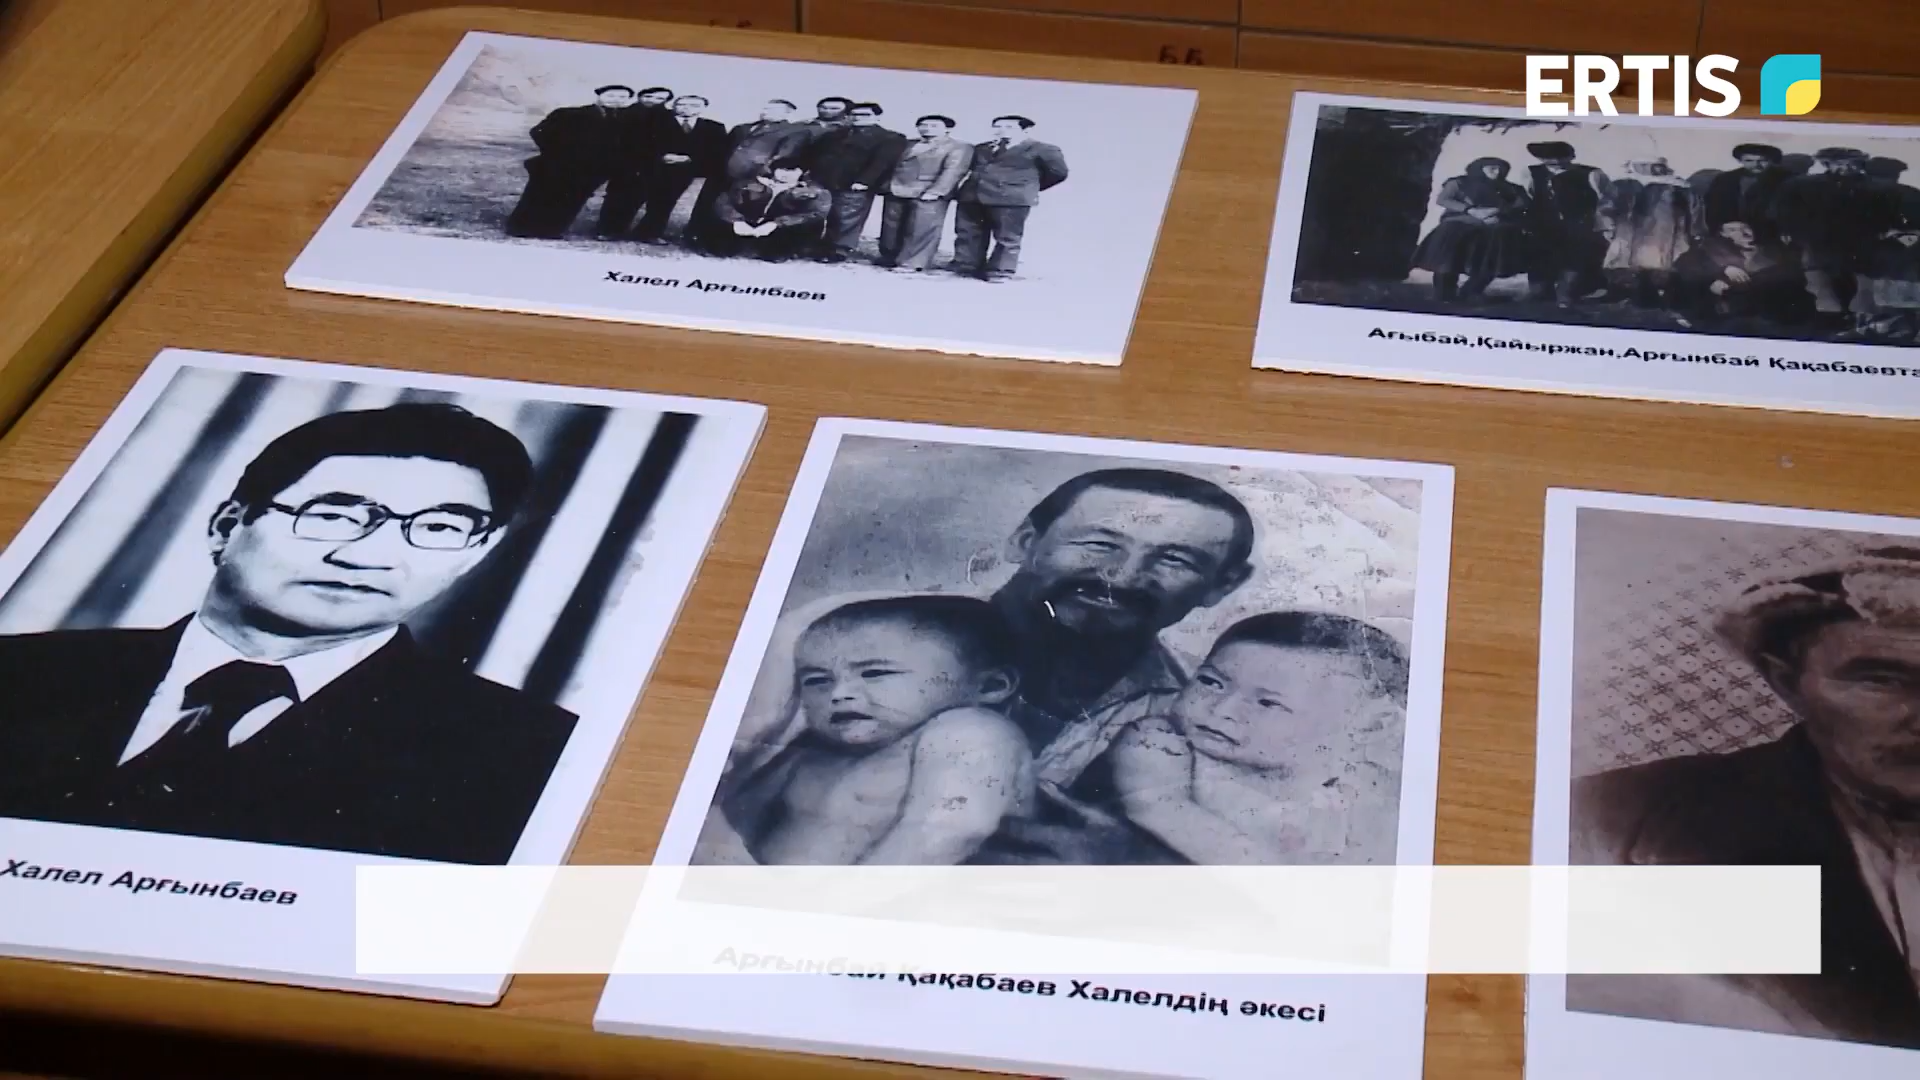 ERTIS
Халел Арғынбаев
Ағыбай,Қайыржан,Арғынбай Қақабаевта
Халел Арғынбаев
Арғынбай Қақабаев Халелдің әкесі